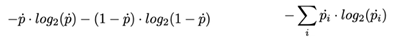 −ṗ · log₂(ṗ) − (1 − ṗ) · log₂(1 − ṗ)
−∑ᵢ ṗᵢ · log₂(ṗᵢ)